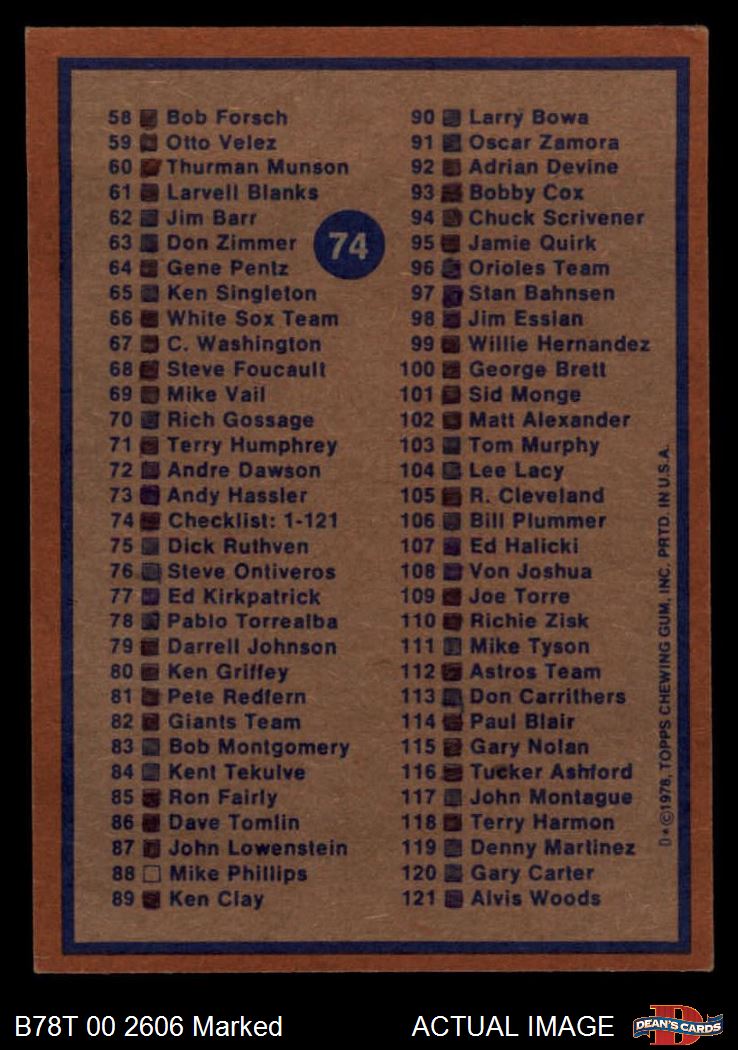 58 Bob Forsch
59 Otto Velez
60 Thurman Munson
61 Larvell Blanks
62 Jim Barr
63 Don Zimmer
64 Gene Pentz
65 Ken Singleton
66 White Sox Team
67 C. Washington
68 Steve Foucault
69 Mike Vail
70 Rich Gossage
71 Terry Humphrey
72 Andre Dawson
73 Andy Hassler
74 Checklist: 1-121
75 Dick Ruthven
76 Steve Ontiveros
77 Ed Kirkpatrick
78 Pablo Torrealba
79 Darrell Johnson
80 Ken Griffey
81 Pete Redfern
82 Giants Team
83 Bob Montgomery
84 Kent Tekulve
85 Ron Fairly
86 Dave Tomlin
87 John Lowenstein
88 Mike Phillips
89 Ken Clay
74
90 Larry Bowa
91 Oscar Zamora
92 Adrian Devine
93 Bobby Cox
94 Chuck Scrivener
95 Jamie Quirk
96 Orioles Team
97 Stan Bahnsen
98 Jim Essian
99 Willie Hernandez
100 George Brett
101 Sid Monge
102 Matt Alexander
103 Tom Murphy
104 Lee Lacy
105 R. Cleveland
106 Bill Plummer
107 Ed Halicki
108 Von Joshua
109 Joe Torre
110 Richie Zisk
111 Mike Tyson
112 Astros Team
113 Don Carrithers
114 Paul Blair
115 Gary Nolan
116 Tucker Ashford
117 John Montague
118 Terry Harmon
119 Denny Martinez
120 Gary Carter
121 Alvis Woods
D*©1978, TOPPS CHEWING GUM, INC. PRTD. IN U.S.A.
B78T 00 2606 Marked
ACTUAL IMAGE
DEAN'S CARDS